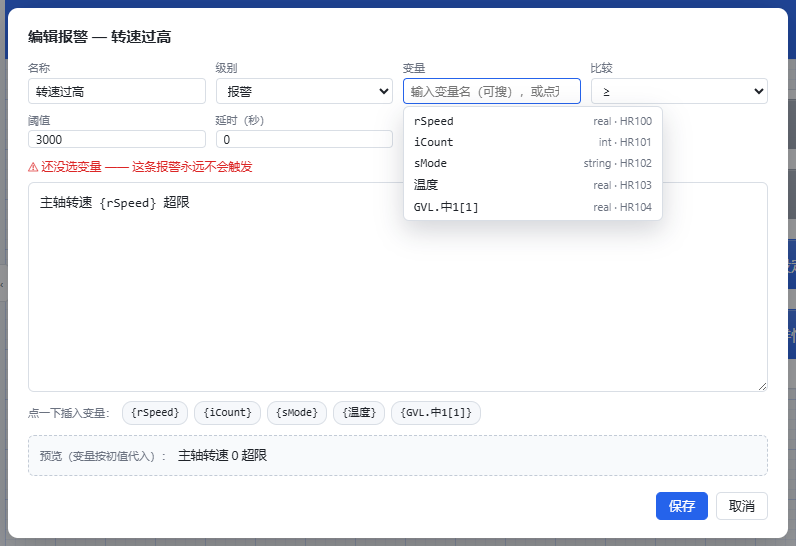 编辑报警 — 转速过高
名称 级别 变量 比较
转速过高 报警 输入变量名（可搜），或点 ≥
阈值 延时（秒）
3000 0
rSpeed real · HR100
iCount int · HR101
sMode string · HR102
温度 real · HR103
GVL.中1[1] real · HR104
⚠ 还没选变量 —— 这条报警永远不会触发
主轴转速 {rSpeed} 超限
点一下插入变量： {rSpeed} {iCount} {sMode} {温度} {GVL.中1[1]}
预览（变量按初值代入）： 主轴转速 0 超限
保存 取消